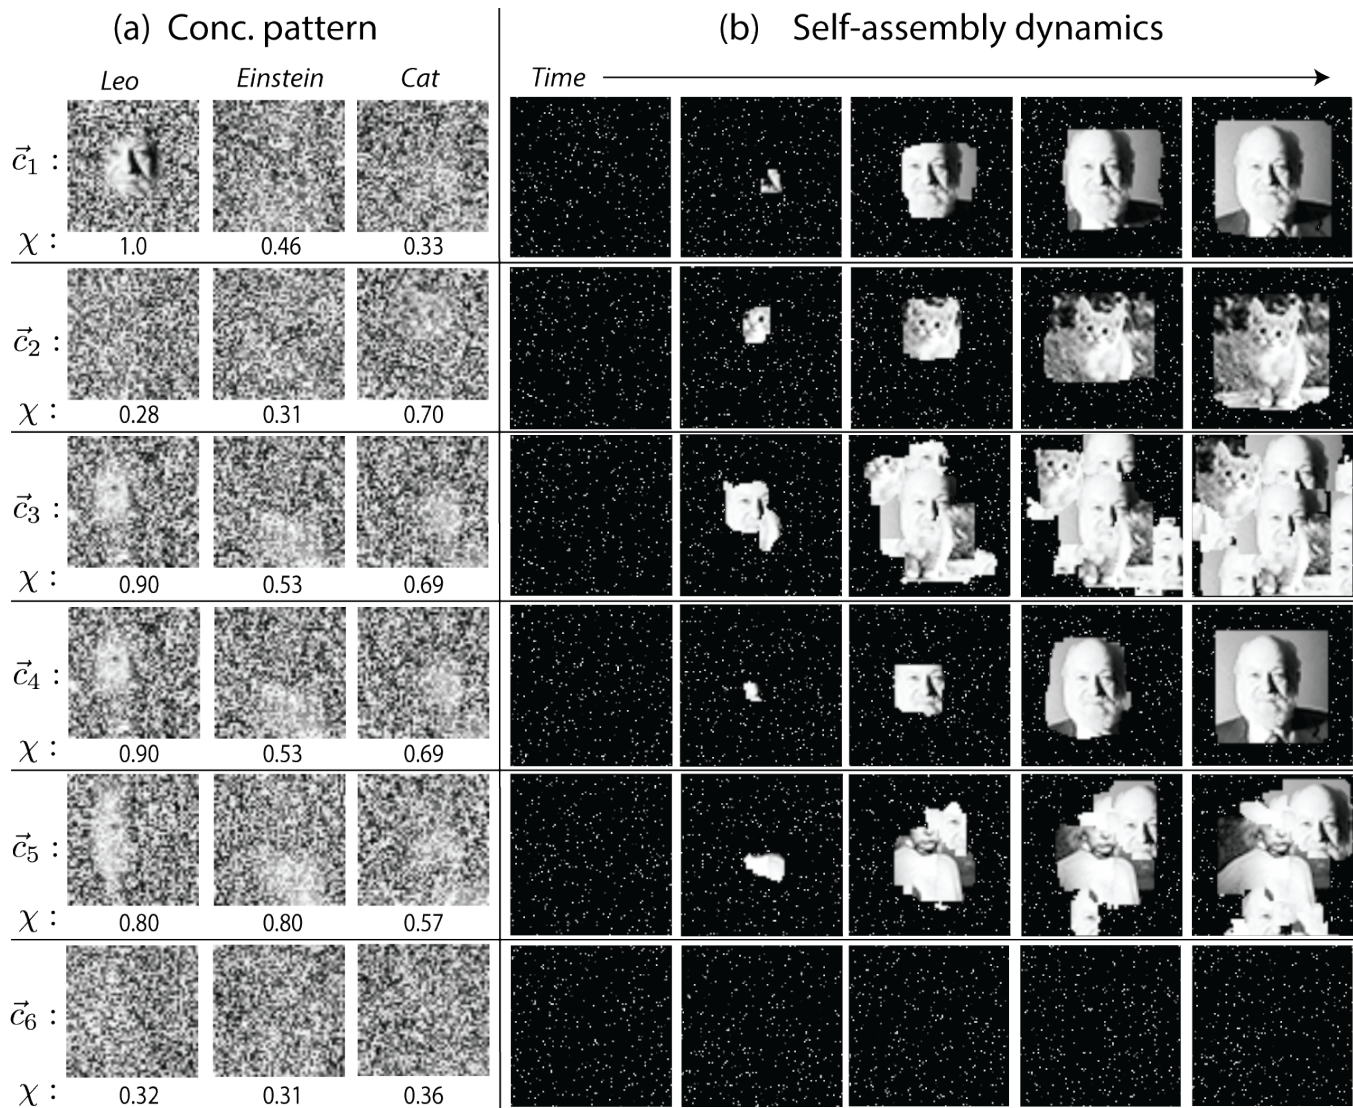 (a) Conc. pattern
(b) Self-assembly dynamics
Leo Einstein Cat
Time
c⃗1 :
χ : 1.0 0.46 0.33
c⃗2 :
χ : 0.28 0.31 0.70
c⃗3 :
χ : 0.90 0.53 0.69
c⃗4 :
χ : 0.90 0.53 0.69
c⃗5 :
χ : 0.80 0.80 0.57
c⃗6 :
χ : 0.32 0.31 0.36